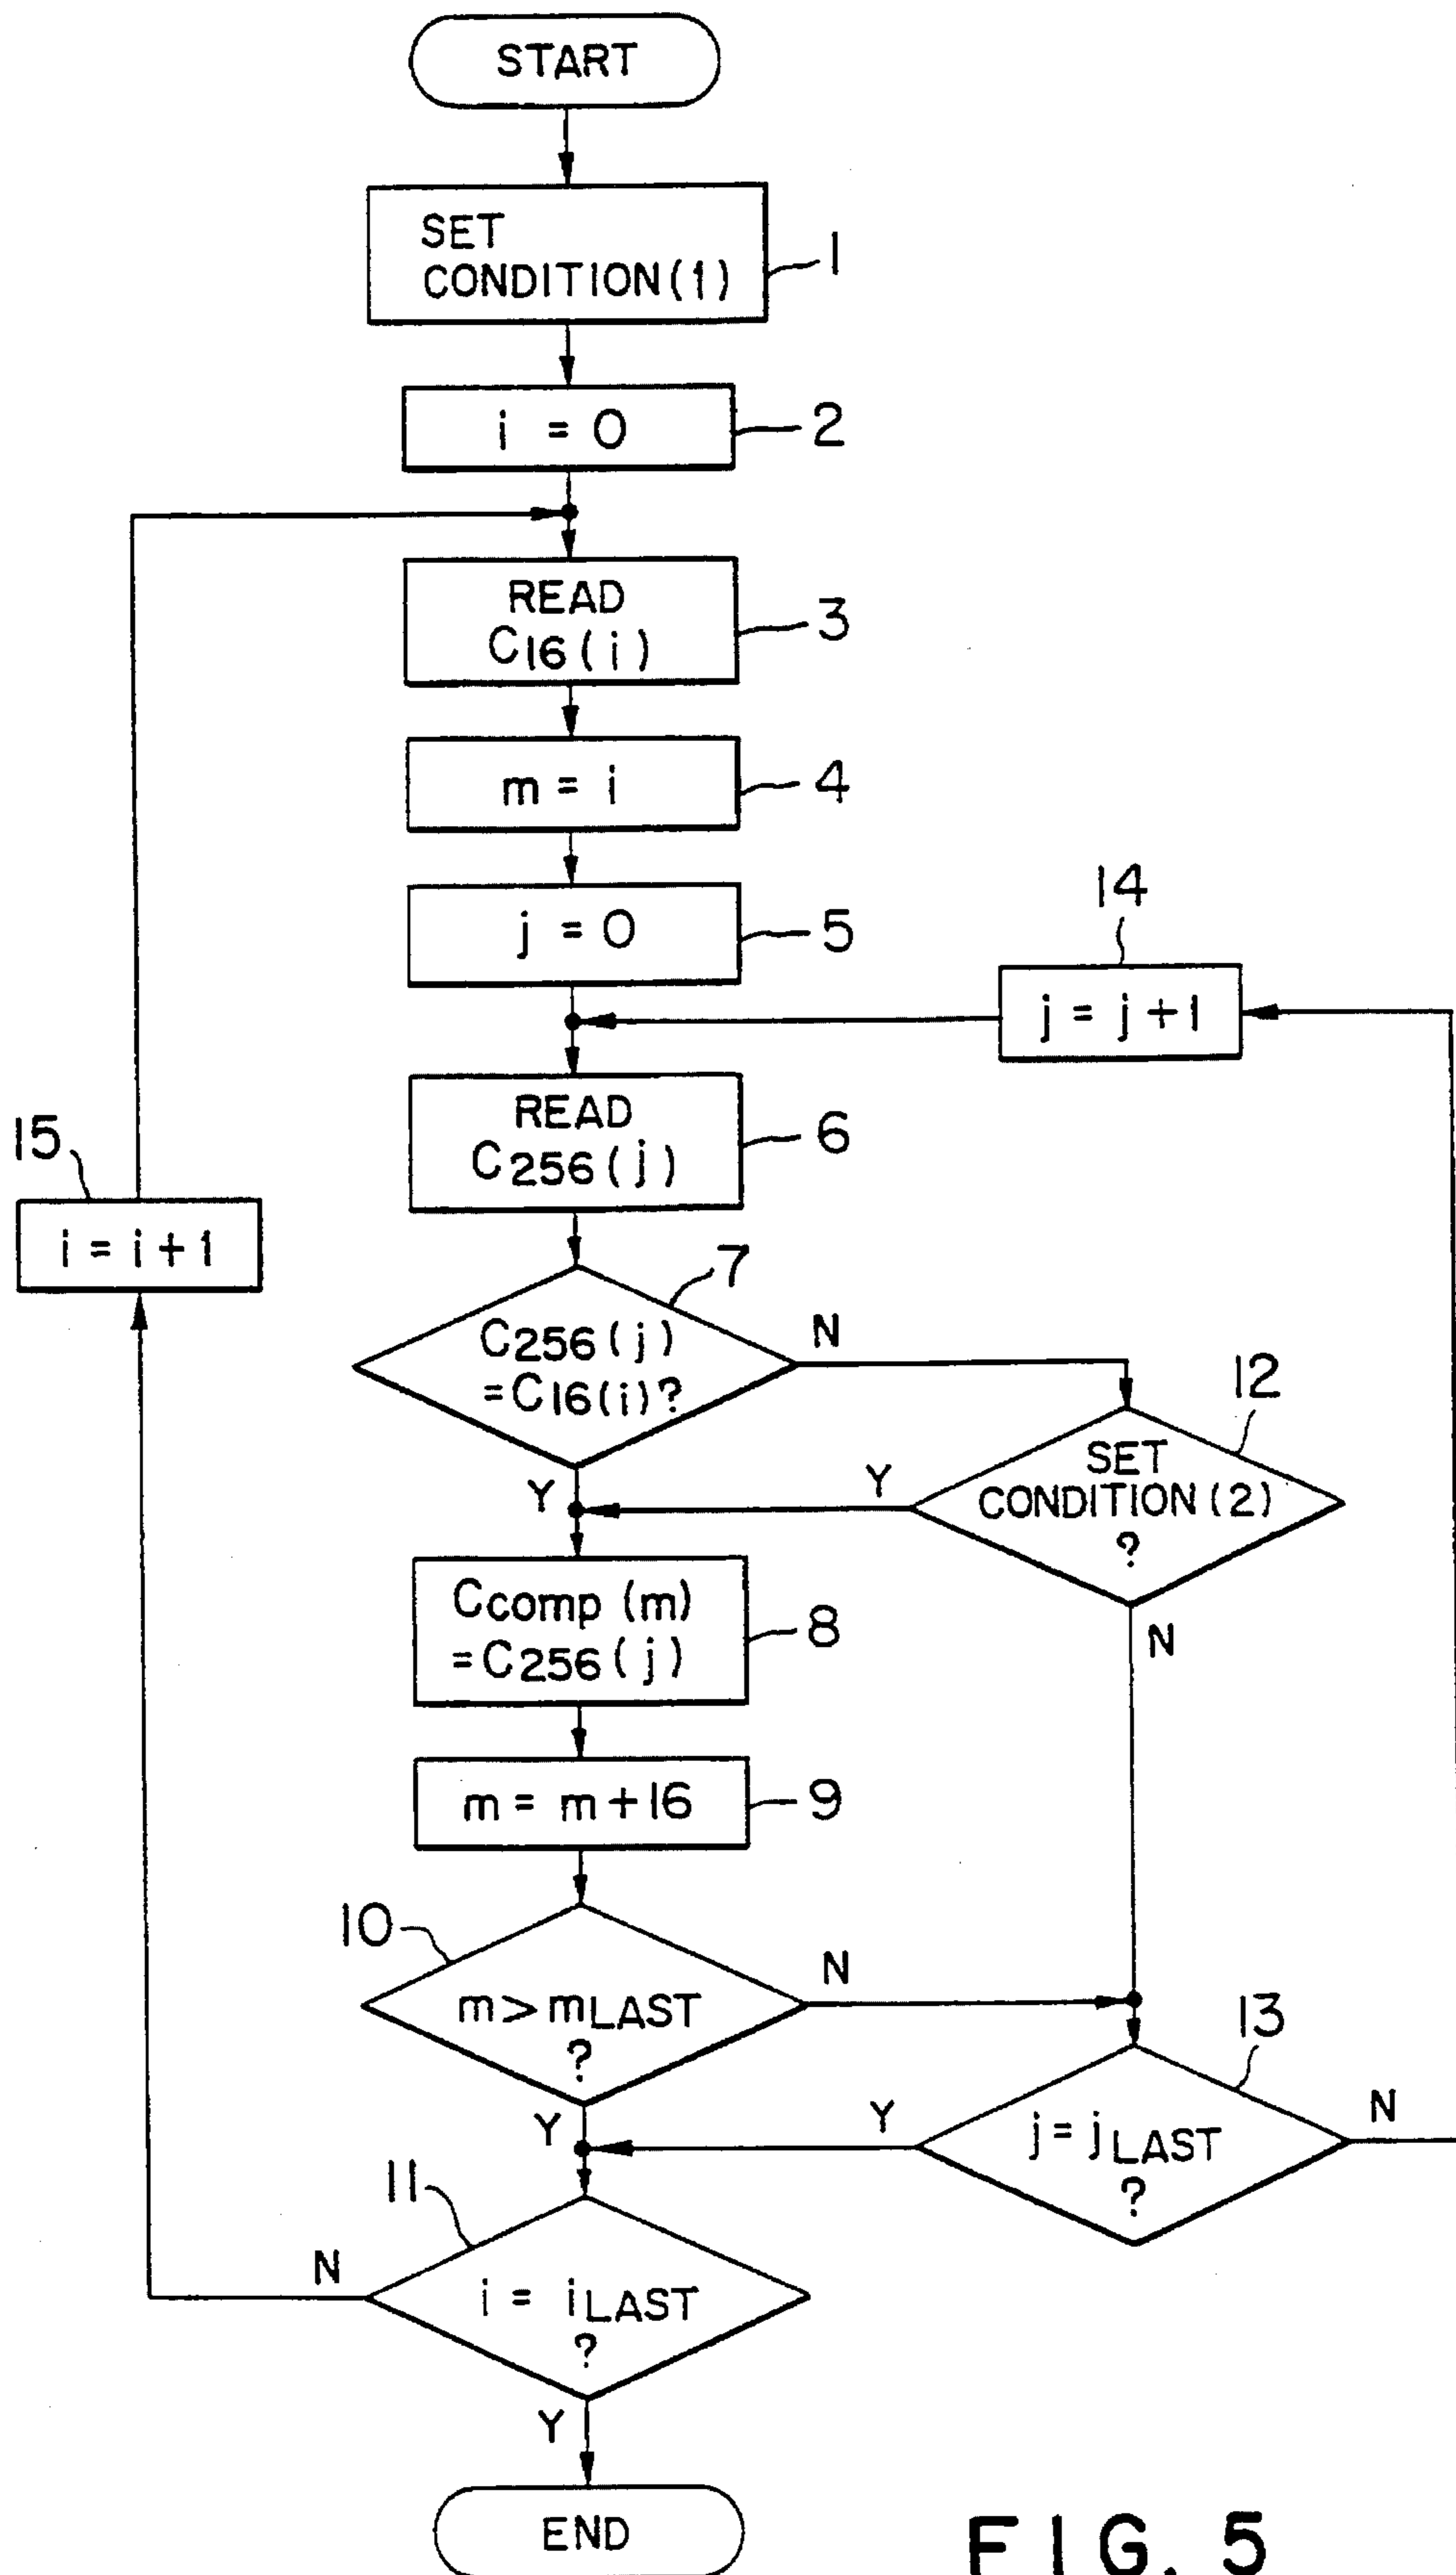 START
SET
CONDITION(1)
1
i = 0
2
READ
C16(i)
3
m = i
4
j = 0
5
14
j = j+1
READ
C256(j)
6
15
i = i+1
7
C256(j)
=C16(i)?
N
Y
12
SET
CONDITION(2)
?
Y
N
Ccomp (m)
=C256(j)
8
m = m+16
9
10
m>mLAST
?
N
Y
13
j=jLAST
?
Y
N
11
i = iLAST
?
N
Y
END
FIG. 5